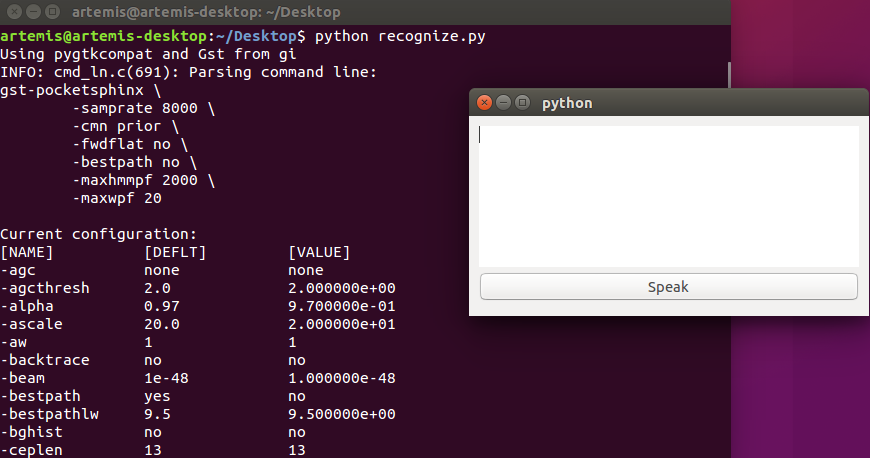 artemis@artemis-desktop: ~/Desktop
artemis@artemis-desktop:~/Desktop$ python recognize.py
Using pygtkcompat and Gst from gi
INFO: cmd_ln.c(691): Parsing command line:
gst-pocketsphinx \
-samprate 8000 \
-cmn prior \
-fwdflat no \
-bestpath no \
-maxhmmpf 2000 \
-maxwpf 20
Current configuration:
[NAME] [DEFLT] [VALUE]
-agc none none
-agcthresh 2.0 2.000000e+00
-alpha 0.97 9.700000e-01
-ascale 20.0 2.000000e+01
-aw 1 1
-backtrace no no
-beam 1e-48 1.000000e-48
-bestpath yes no
-bestpathlw 9.5 9.500000e+00
-bghist no no
-ceplen 13 13
python
Speak